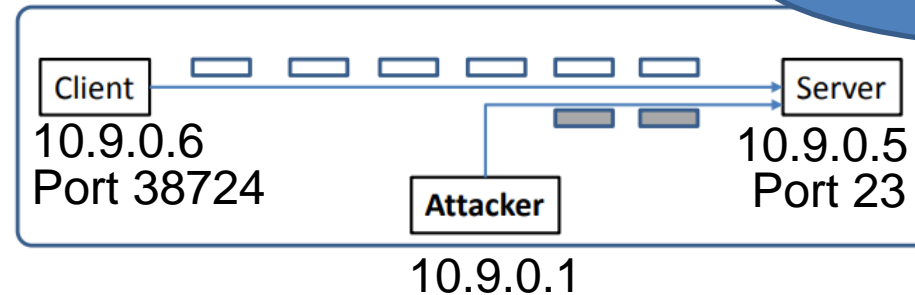 Client
Server
10.9.0.6
10.9.0.5
Port 38724
Port 23
Attacker
10.9.0.1